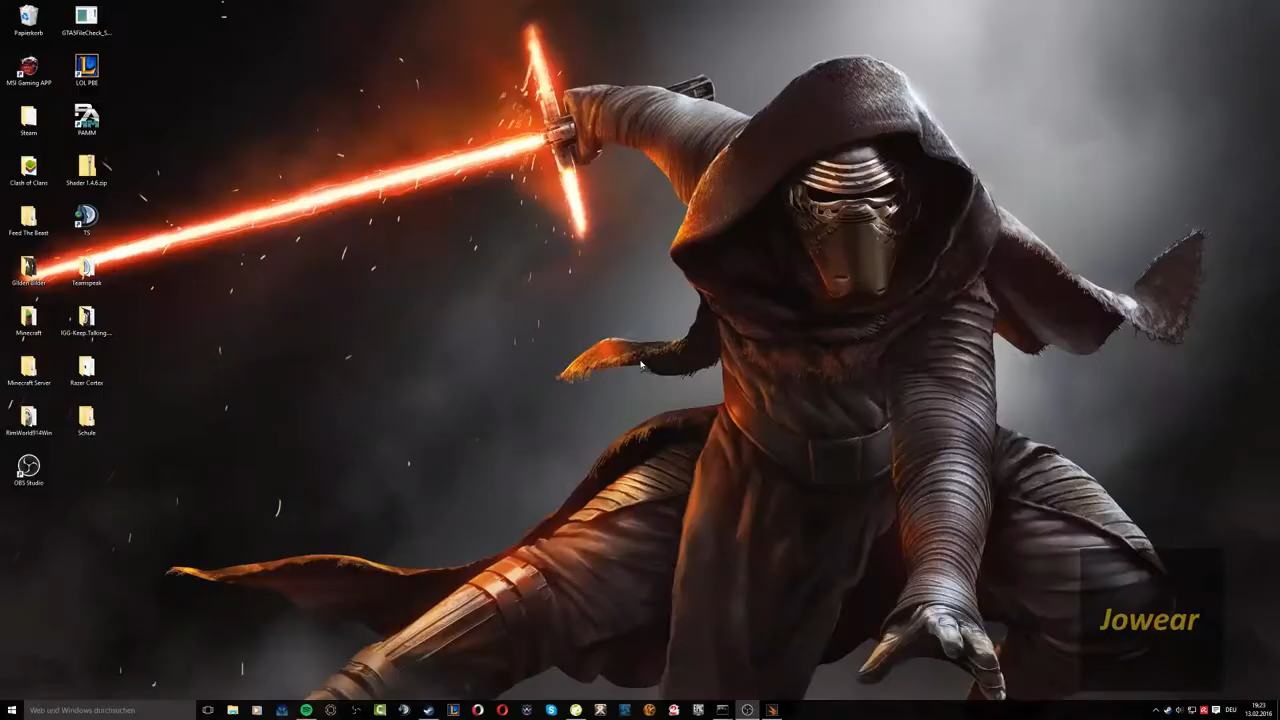 Papierkorb
GTA5FileCheck_S...
MSI Gaming APP
LOL PBE
Steam
PAMM
Clash of Clans
Shader 1.4.6.zip
Feed The Beast
TS
Gilden Bilder
Teamspeak
Minecraft
IGG-Keep.Talking-...
Minecraft Server
Razer Cortex
RimWorld914Win
Schule
OBS Studio
Jowear
Web und Windows durchsuchen
DEU
19:23
13.02.2016